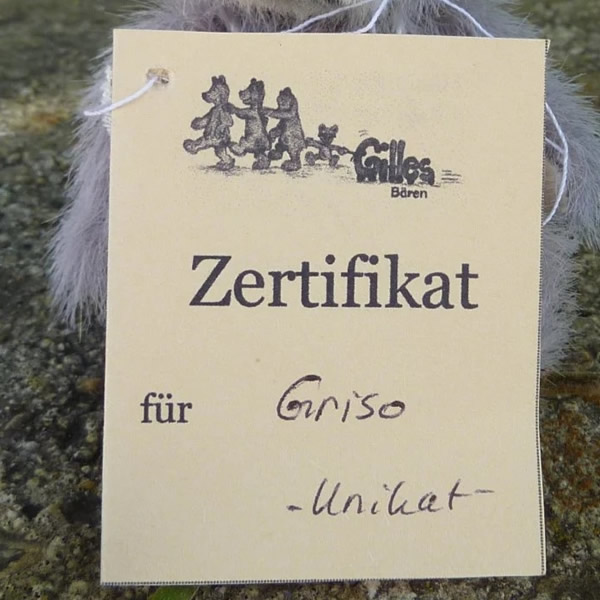 Gilles
Bären
Zertifikat
für Griso
-Unikat-